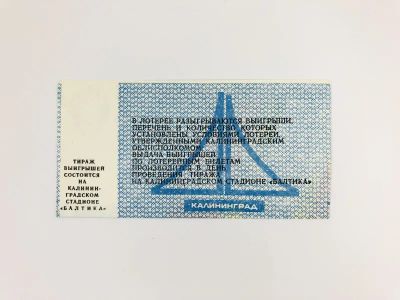 ТИРАЖ
ВЫИГРЫШЕЙ
СОСТОИТСЯ
НА
КАЛИНИН-
ГРАДСКОМ
СТАДИОНЕ
«БАЛТИКА»
В ЛОТЕРЕЕ РАЗЫГРЫВАЮТСЯ ВЫИГРЫШИ,
ПЕРЕЧЕНЬ И КОЛИЧЕСТВО КОТОРЫХ
УСТАНОВЛЕНЫ УСЛОВИЯМИ ЛОТЕРЕИ,
УТВЕРЖДЕННЫМИ КАЛИНИНГРАДСКИМ
ОБЛИСПОЛКОМОМ.
ВЫДАЧА ВЫИГРЫШЕЙ
ПО ЛОТЕРЕЙНЫМ БИЛЕТАМ
ПРОИЗВОДИТСЯ В ДЕНЬ
ПРОВЕДЕНИЯ ТИРАЖА
НА КАЛИНИНГРАДСКОМ СТАДИОНЕ «БАЛТИКА»
КАЛИНИНГРАД